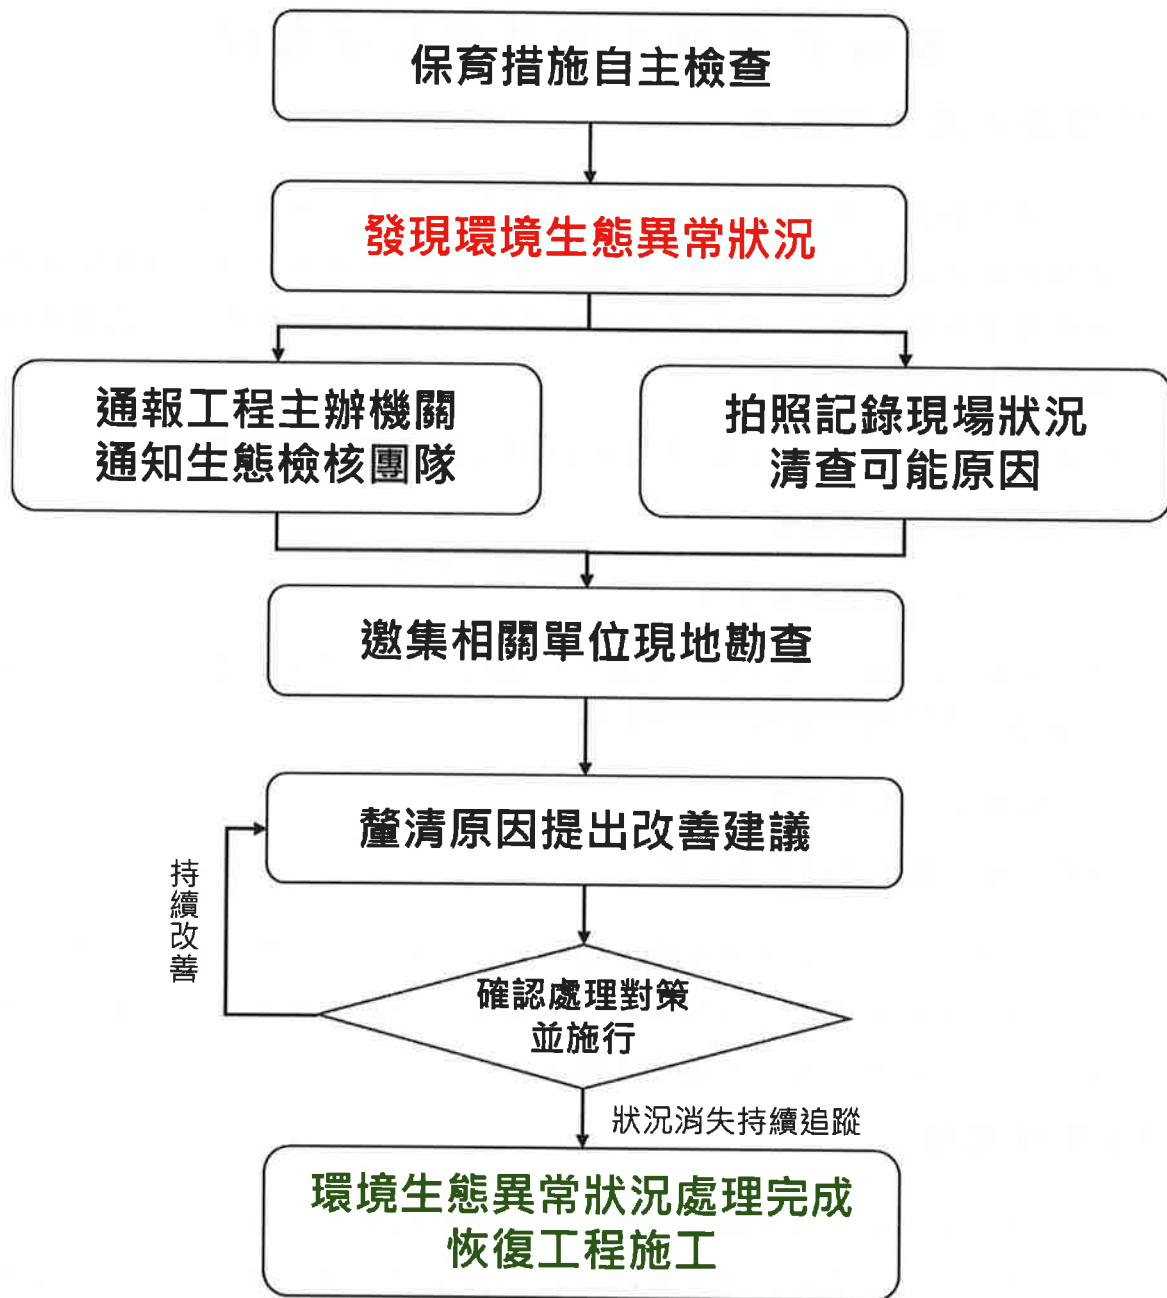 保育措施自主檢查
發現環境生態異常狀況
通報工程主辦機關
通知生態檢核團隊
拍照記錄現場狀況
清查可能原因
邀集相關單位現地勘查
釐清原因提出改善建議
持續改善
確認處理對策
並施行
狀況消失持續追蹤
環境生態異常狀況處理完成
恢復工程施工